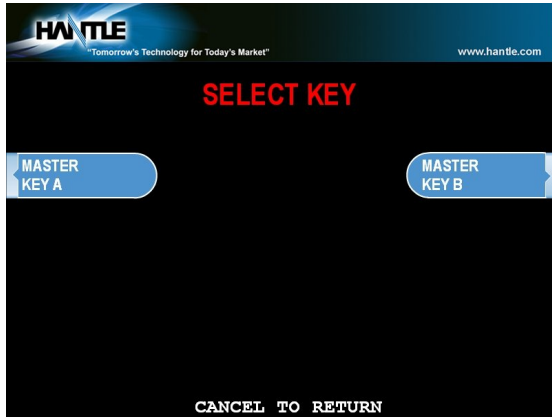 HANTLE
"Tomorrow's Technology for Today's Market"
www.hantle.com
SELECT KEY
MASTER
KEY A
MASTER
KEY B
CANCEL TO RETURN